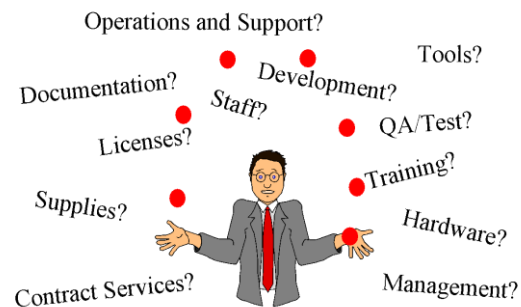 Operations and Support?
Tools?
Development?
Documentation?
Staff?
QA/Test?
Licenses?
Training?
Supplies?
Hardware?
Contract Services?
Management?